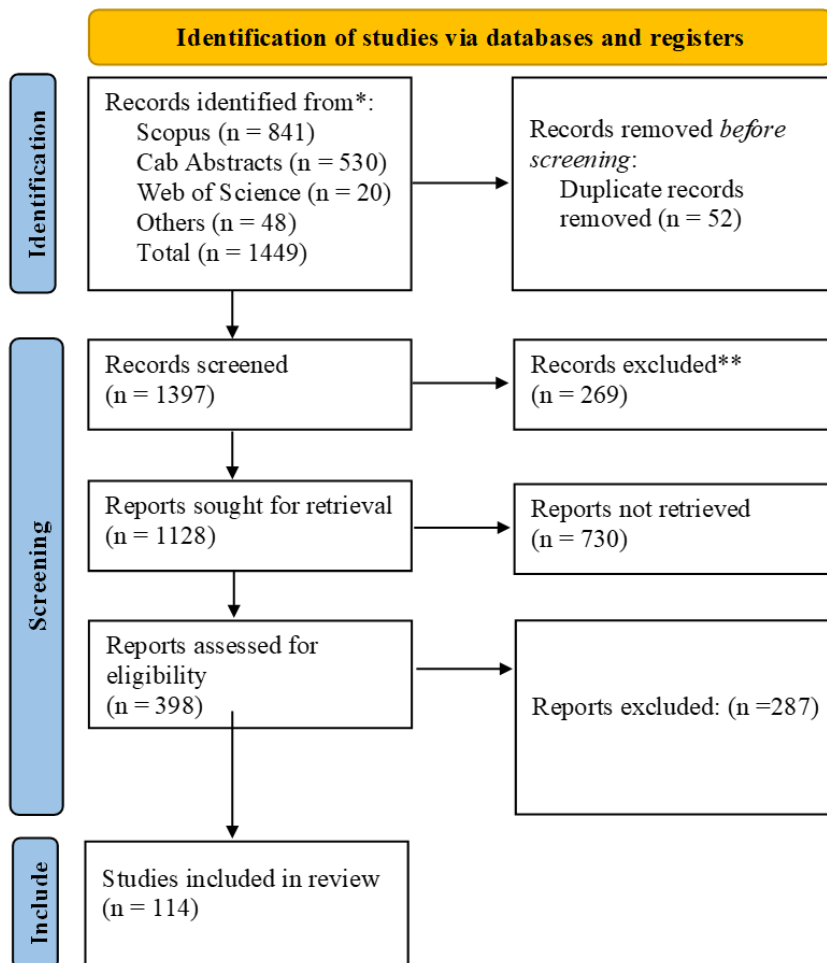 Identification of studies via databases and registers
Identification
Records identified from*:
Scopus (n = 841)
Cab Abstracts (n = 530)
Web of Science (n = 20)
Others (n = 48)
Total (n = 1449)
Records removed before
screening:
Duplicate records
removed (n = 52)
Screening
Records screened
(n = 1397)
Records excluded**
(n = 269)
Reports sought for retrieval
(n = 1128)
Reports not retrieved
(n = 730)
Reports assessed for
eligibility
(n = 398)
Reports excluded: (n =287)
Include
Studies included in review
(n = 114)